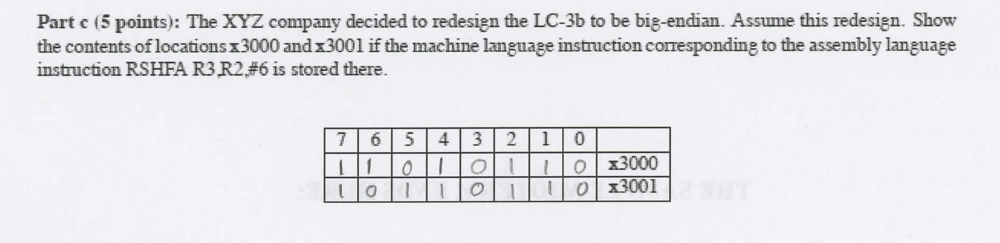 Part c (5 points): The XYZ company decided to redesign the LC-3b to be big-endian. Assume this redesign. Show
the contents of locations x3000 and x3001 if the machine language instruction corresponding to the assembly language
instruction RSHFA R3,R2,#6 is stored there.
7 6 5 4 3 2 1 0
1 1 0 1 0 1 1 0 x3000
1 0 1 1 0 1 1 0 x3001